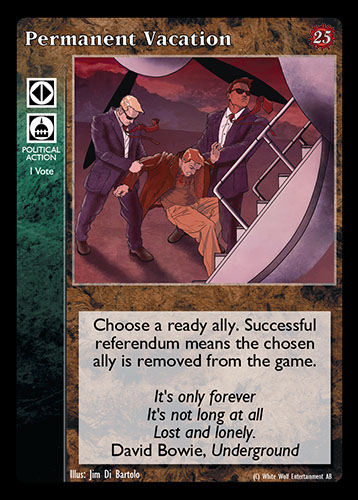 Permanent Vacation
25
POLITICAL
ACTION
1 Vote
Choose a ready ally. Successful
referendum means the chosen
ally is removed from the game.
It's only forever
It's not long at all
Lost and lonely.
David Bowie, Underground
Illus: Jim Di Bartolo
(C) White Wolf Entertainment AB